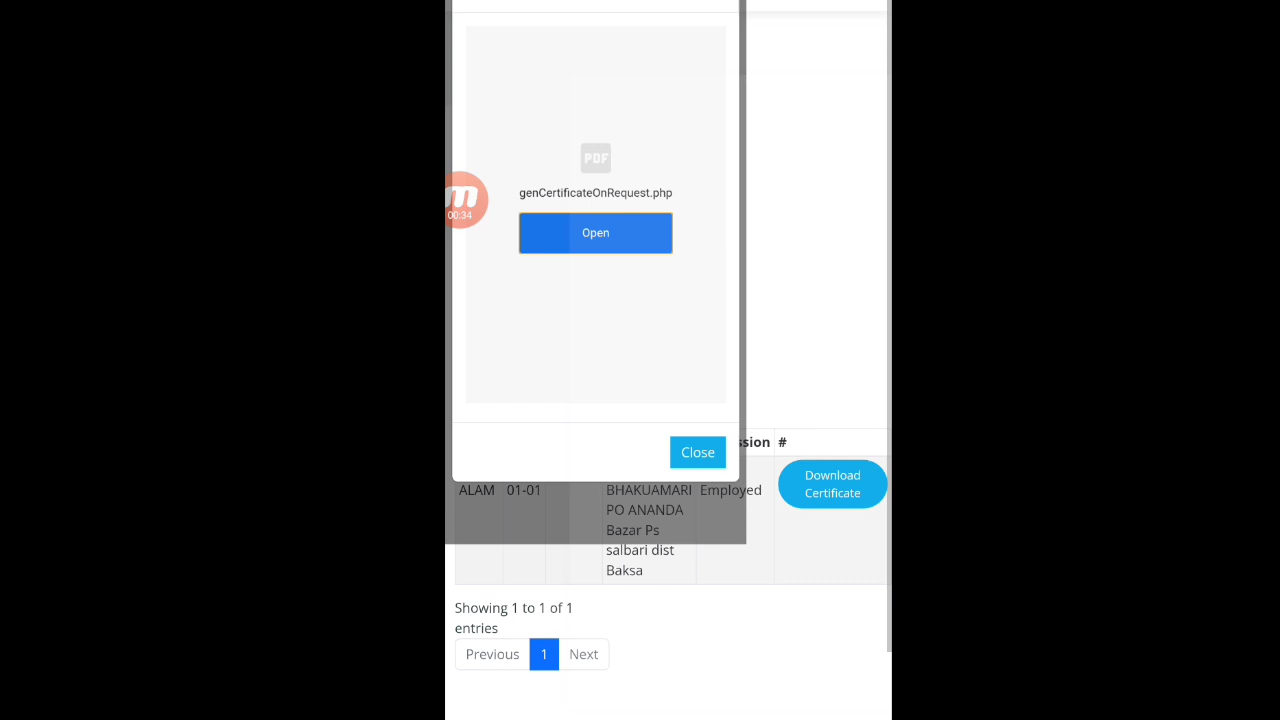 PDF
genCertificateOnRequest.php
00:34
Open
Close
ssion #
ALAM 01-01 BHAKUAMARI Employed Download
Certificate
PO ANANDA
Bazar Ps
salbari dist
Baksa
Showing 1 to 1 of 1
entries
Previous 1 Next